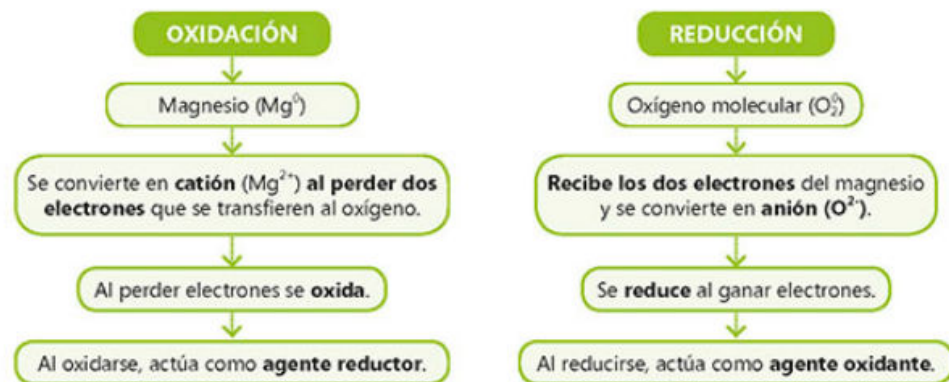 OXIDACIÓN
Magnesio (Mg⁰)
Se convierte en catión (Mg²⁺) al perder dos
electrones que se transfieren al oxígeno.
Al perder electrones se oxida.
Al oxidarse, actúa como agente reductor.
REDUCCIÓN
Oxígeno molecular (O₂⁰)
Recibe los dos electrones del magnesio
y se convierte en anión (O²⁻).
Se reduce al ganar electrones.
Al reducirse, actúa como agente oxidante.